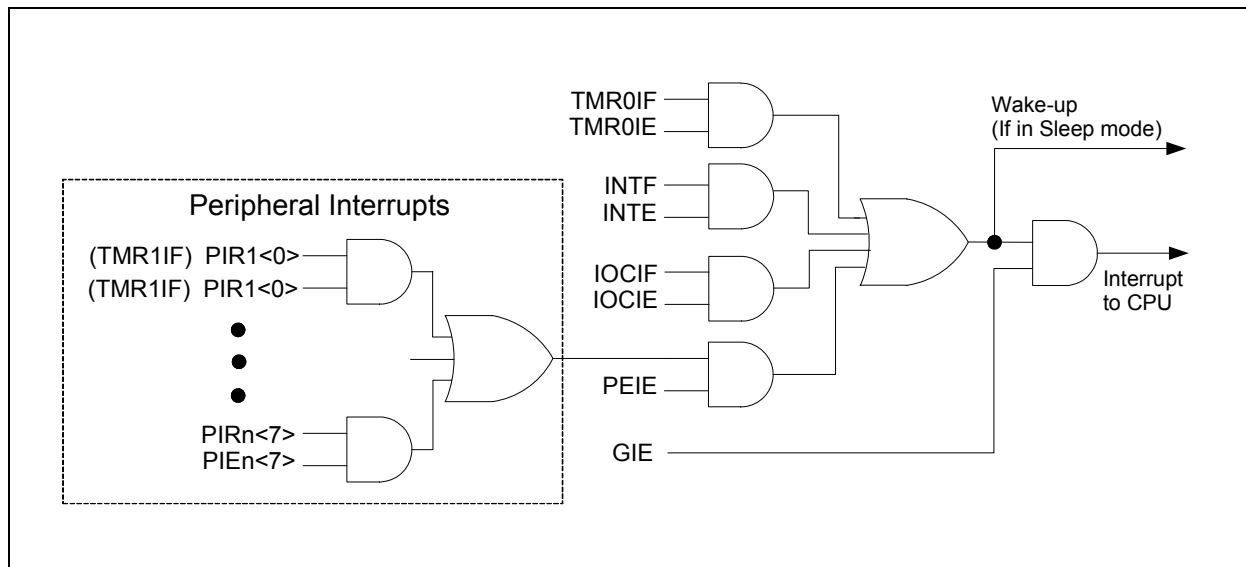 TMR0IF
TMR0IE
Wake-up
(If in Sleep mode)
INTF
INTE
Peripheral Interrupts
(TMR1IF) PIR1<0>
(TMR1IF) PIR1<0>
IOCIF
IOCIE
Interrupt
to CPU
PEIE
PIRn<7>
PIEn<7>
GIE